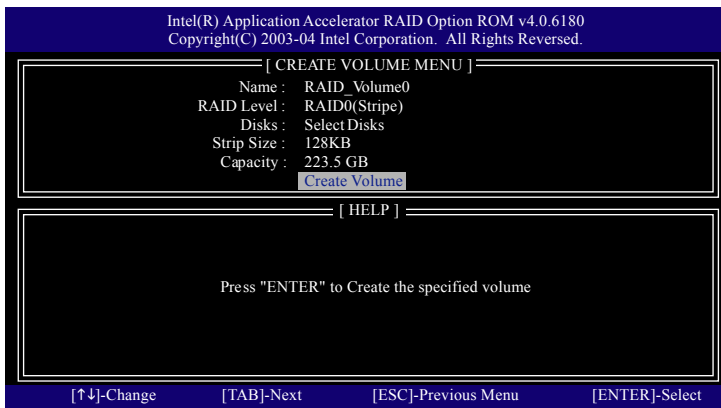 Intel(R) Application Accelerator RAID Option ROM v4.0.6180
Copyright(C) 2003-04 Intel Corporation. All Rights Reversed.
[ CREATE VOLUME MENU ]
Name : RAID_Volume0
RAID Level : RAID0(Stripe)
Disks : Select Disks
Strip Size : 128KB
Capacity : 223.5 GB
Create Volume
[ HELP ]
Press "ENTER" to Create the specified volume
[↑↓]-Change [TAB]-Next [ESC]-Previous Menu [ENTER]-Select